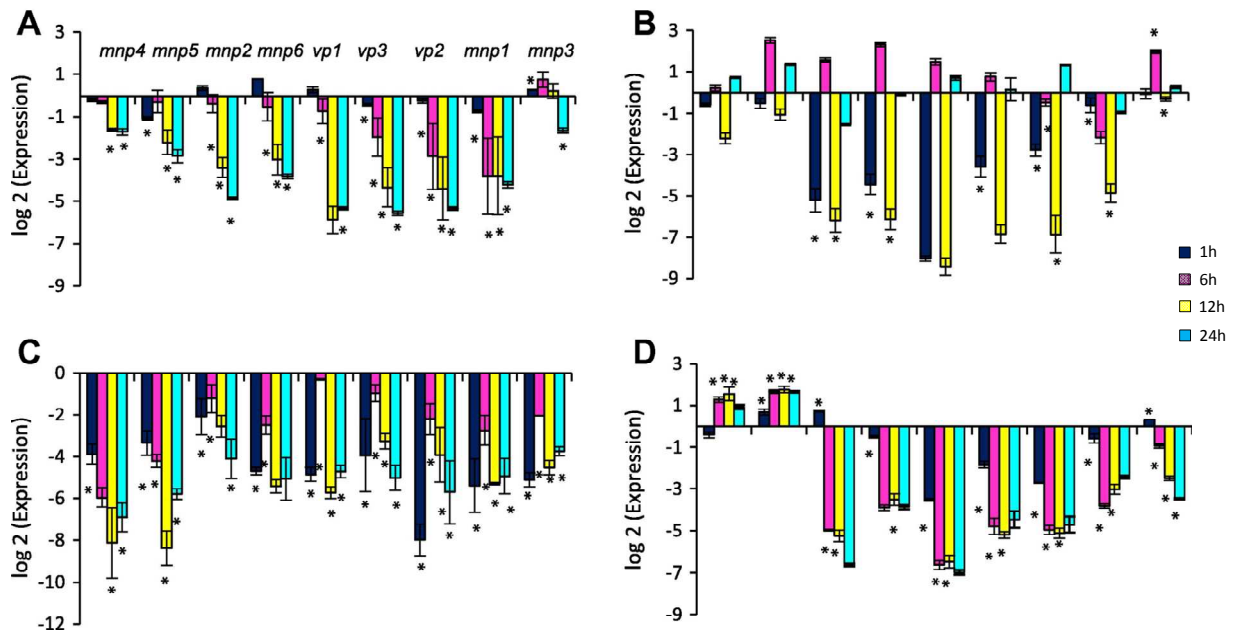 A
3
1
-1
-3
-5
-7
-9
log 2 (Expression)
mnp4 mnp5 mnp2 mnp6 vp1 vp3 vp2 mnp1 mnp3
* * * * * * * * * * * * * * * * * * * * * * * *
B
3
1
-1
-3
-5
-7
-9
log 2 (Expression)
* * * * * * * * * * *
1h
6h
12h
24h
C
0
-2
-4
-6
-8
-10
-12
log 2 (Expression)
* * * * * * * * * * * * * * * * * * * * * * * * * * * * *
D
3
1
-1
-3
-5
-7
-9
log 2 (Expression)
* * * * * * * * * * * * * * * * * * * * * * * * * * *